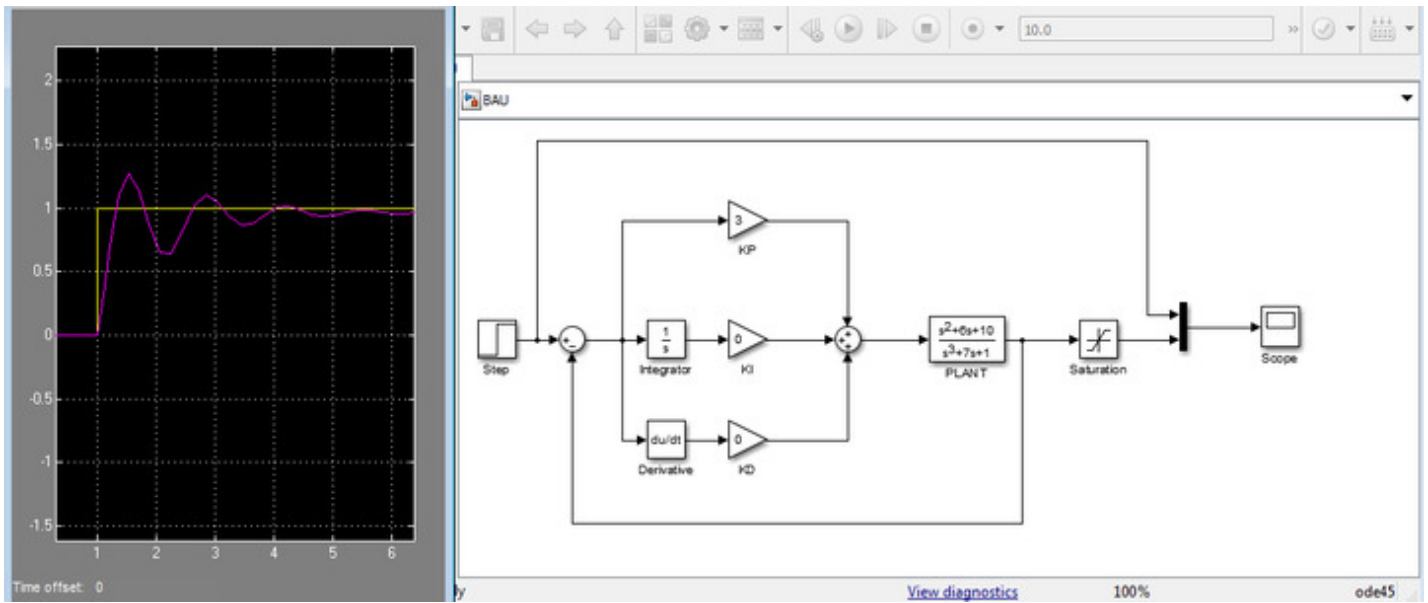 2
1.5
1
0.5
0
-0.5
-1
-1.5
1 2 3 4 5 6
Time offset: 0
10.0
BAU
Step
3
KP
1
s
Integrator
0
KI
du/dt
Derivative
0
KD
s²+6s+10
s³+7s+1
PLANT
Saturation
Scope
View diagnostics
100%
ode45